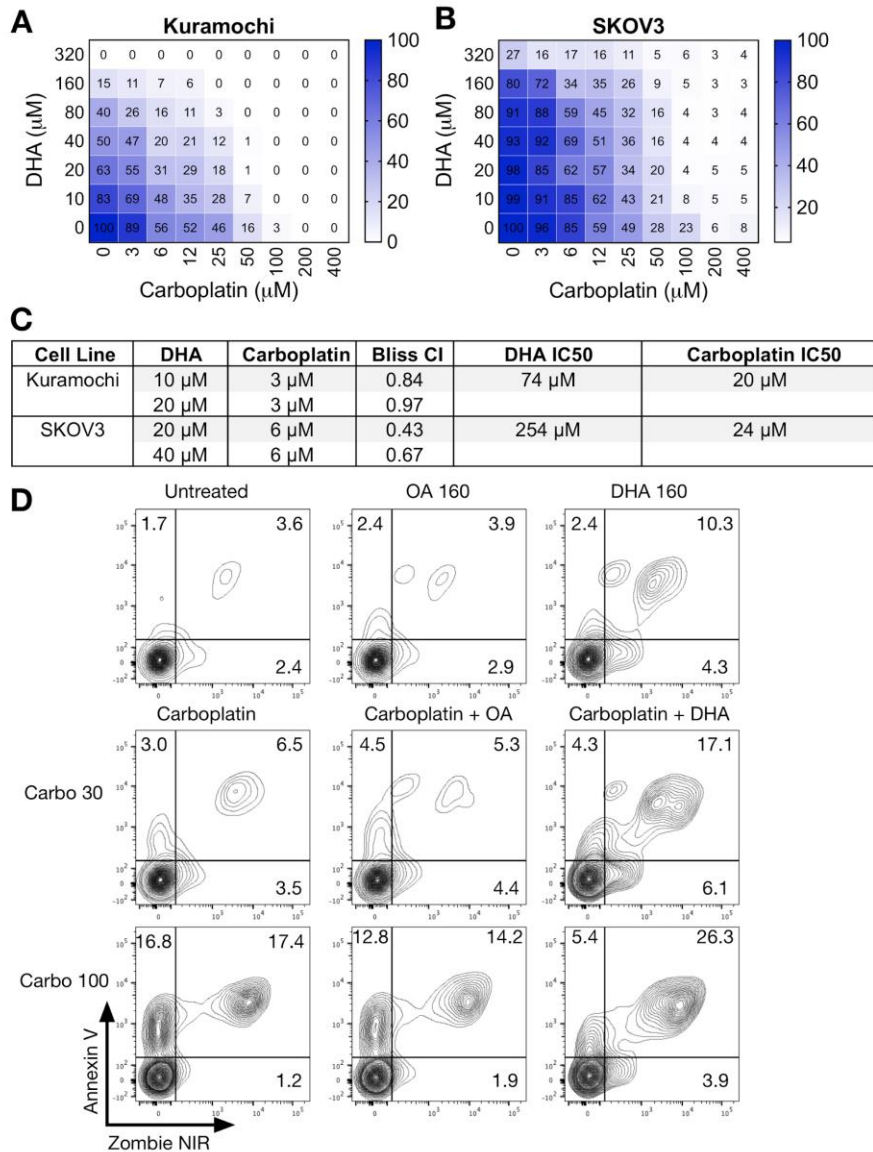 A
Kuramochi
320 0 0 0 0 0 0 0 0 0
160 15 11 7 6 0 0 0 0 0
80 40 26 16 11 3 0 0 0 0
40 50 47 20 21 12 1 0 0 0
20 63 55 31 29 18 1 0 0 0
10 83 69 48 35 28 7 0 0 0
0 100 89 56 52 46 16 3 0 0
DHA (μM)
0 3 6 12 25 50 100 200 400
Carboplatin (μM)
100
80
60
40
20
0
B
SKOV3
320 27 16 17 16 11 5 6 3 4
160 80 72 34 35 26 9 5 3 3
80 91 88 59 45 32 16 4 3 4
40 93 92 69 51 36 16 4 4 4
20 98 85 62 57 34 20 4 5 5
10 99 91 85 62 43 21 8 5 5
0 100 96 85 59 49 28 23 6 8
DHA (μM)
0 3 6 12 25 50 100 200 400
Carboplatin (μM)
100
80
60
40
20
C
Cell Line DHA Carboplatin Bliss CI DHA IC50 Carboplatin IC50
Kuramochi 10 μM 3 μM 0.84 74 μM 20 μM
20 μM 3 μM 0.97
SKOV3 20 μM 6 μM 0.43 254 μM 24 μM
40 μM 6 μM 0.67
D
Untreated OA 160 DHA 160
1.7 3.6 2.4 3.9 2.4 10.3
2.4 2.9 4.3
Carboplatin Carboplatin + OA Carboplatin + DHA
Carbo 30
3.0 6.5 4.5 5.3 4.3 17.1
3.5 4.4 6.1
Carbo 100
16.8 17.4 12.8 14.2 5.4 26.3
1.2 1.9 3.9
Annexin V
Zombie NIR